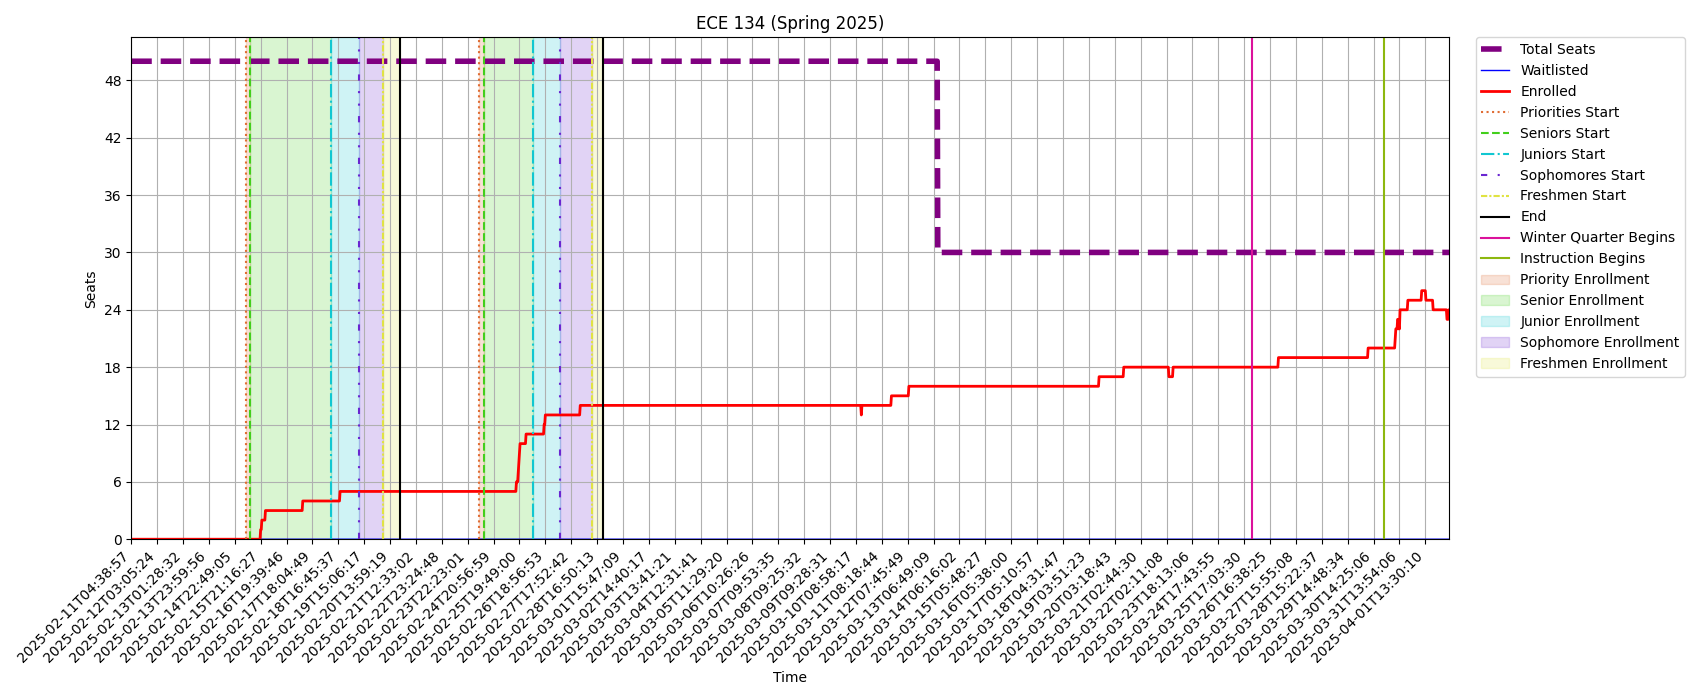 ECE 134 (Spring 2025)
Seats
48
42
36
30
24
18
12
6
0
2025-02-11T04:38:57
2025-02-12T03:05:24
2025-02-13T01:28:32
2025-02-13T23:59:56
2025-02-14T22:49:05
2025-02-15T21:16:27
2025-02-16T19:39:46
2025-02-17T18:04:49
2025-02-18T16:45:37
2025-02-19T15:06:17
2025-02-20T13:59:19
2025-02-21T12:33:02
2025-02-22T23:24:48
2025-02-23T22:23:01
2025-02-24T20:56:59
2025-02-25T19:49:00
2025-02-26T18:56:53
2025-02-27T17:52:42
2025-02-28T16:50:13
2025-03-01T15:47:09
2025-03-02T14:40:17
2025-03-03T13:41:21
2025-03-04T12:31:41
2025-03-05T11:29:20
2025-03-06T10:26:26
2025-03-07T09:53:35
2025-03-08T09:25:32
2025-03-09T09:28:31
2025-03-10T08:58:17
2025-03-11T08:18:44
2025-03-12T07:45:49
2025-03-13T06:49:09
2025-03-14T06:16:02
2025-03-15T05:48:27
2025-03-16T05:38:00
2025-03-17T05:10:57
2025-03-18T04:31:47
2025-03-19T03:51:23
2025-03-20T03:18:43
2025-03-21T02:44:30
2025-03-22T02:11:08
2025-03-23T18:13:06
2025-03-24T17:43:55
2025-03-25T17:03:30
2025-03-26T16:38:25
2025-03-27T15:55:08
2025-03-28T15:22:37
2025-03-29T14:48:34
2025-03-30T14:25:06
2025-03-31T13:54:06
2025-04-01T13:30:10
Time
Total Seats
Waitlisted
Enrolled
Priorities Start
Seniors Start
Juniors Start
Sophomores Start
Freshmen Start
End
Winter Quarter Begins
Instruction Begins
Priority Enrollment
Senior Enrollment
Junior Enrollment
Sophomore Enrollment
Freshmen Enrollment